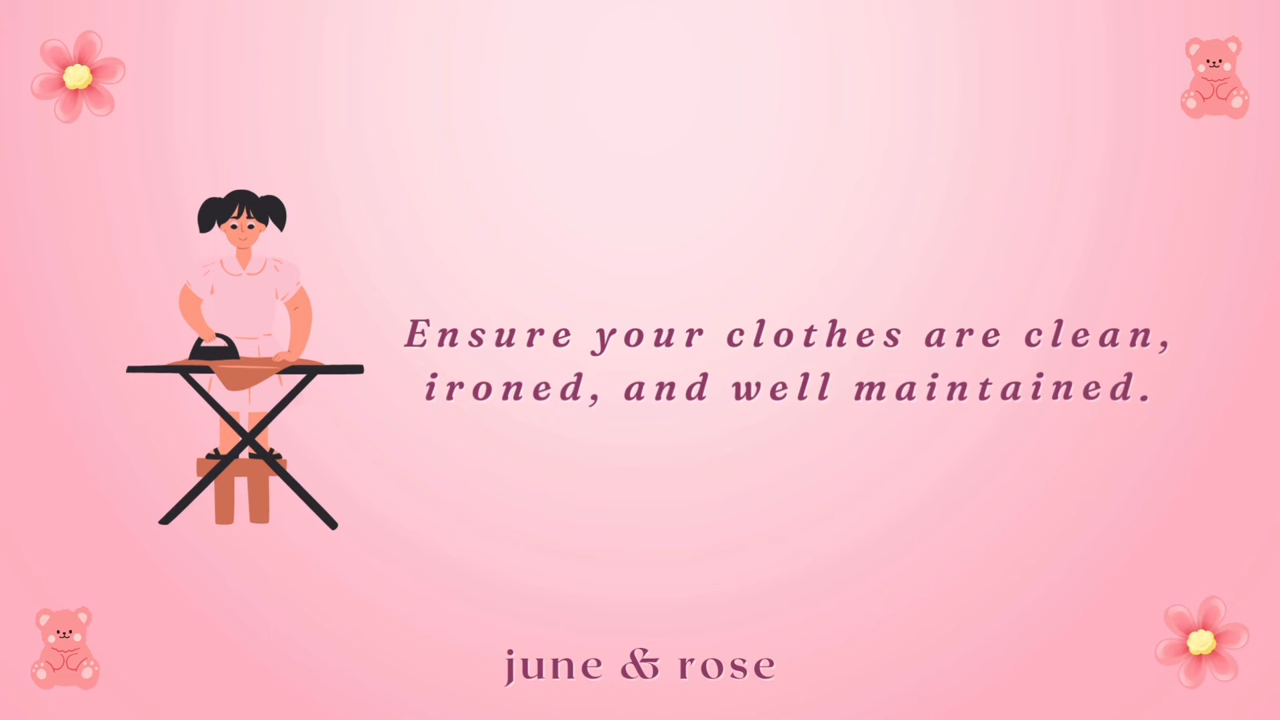 Ensure your clothes are clean,
ironed, and well maintained.
june & rose